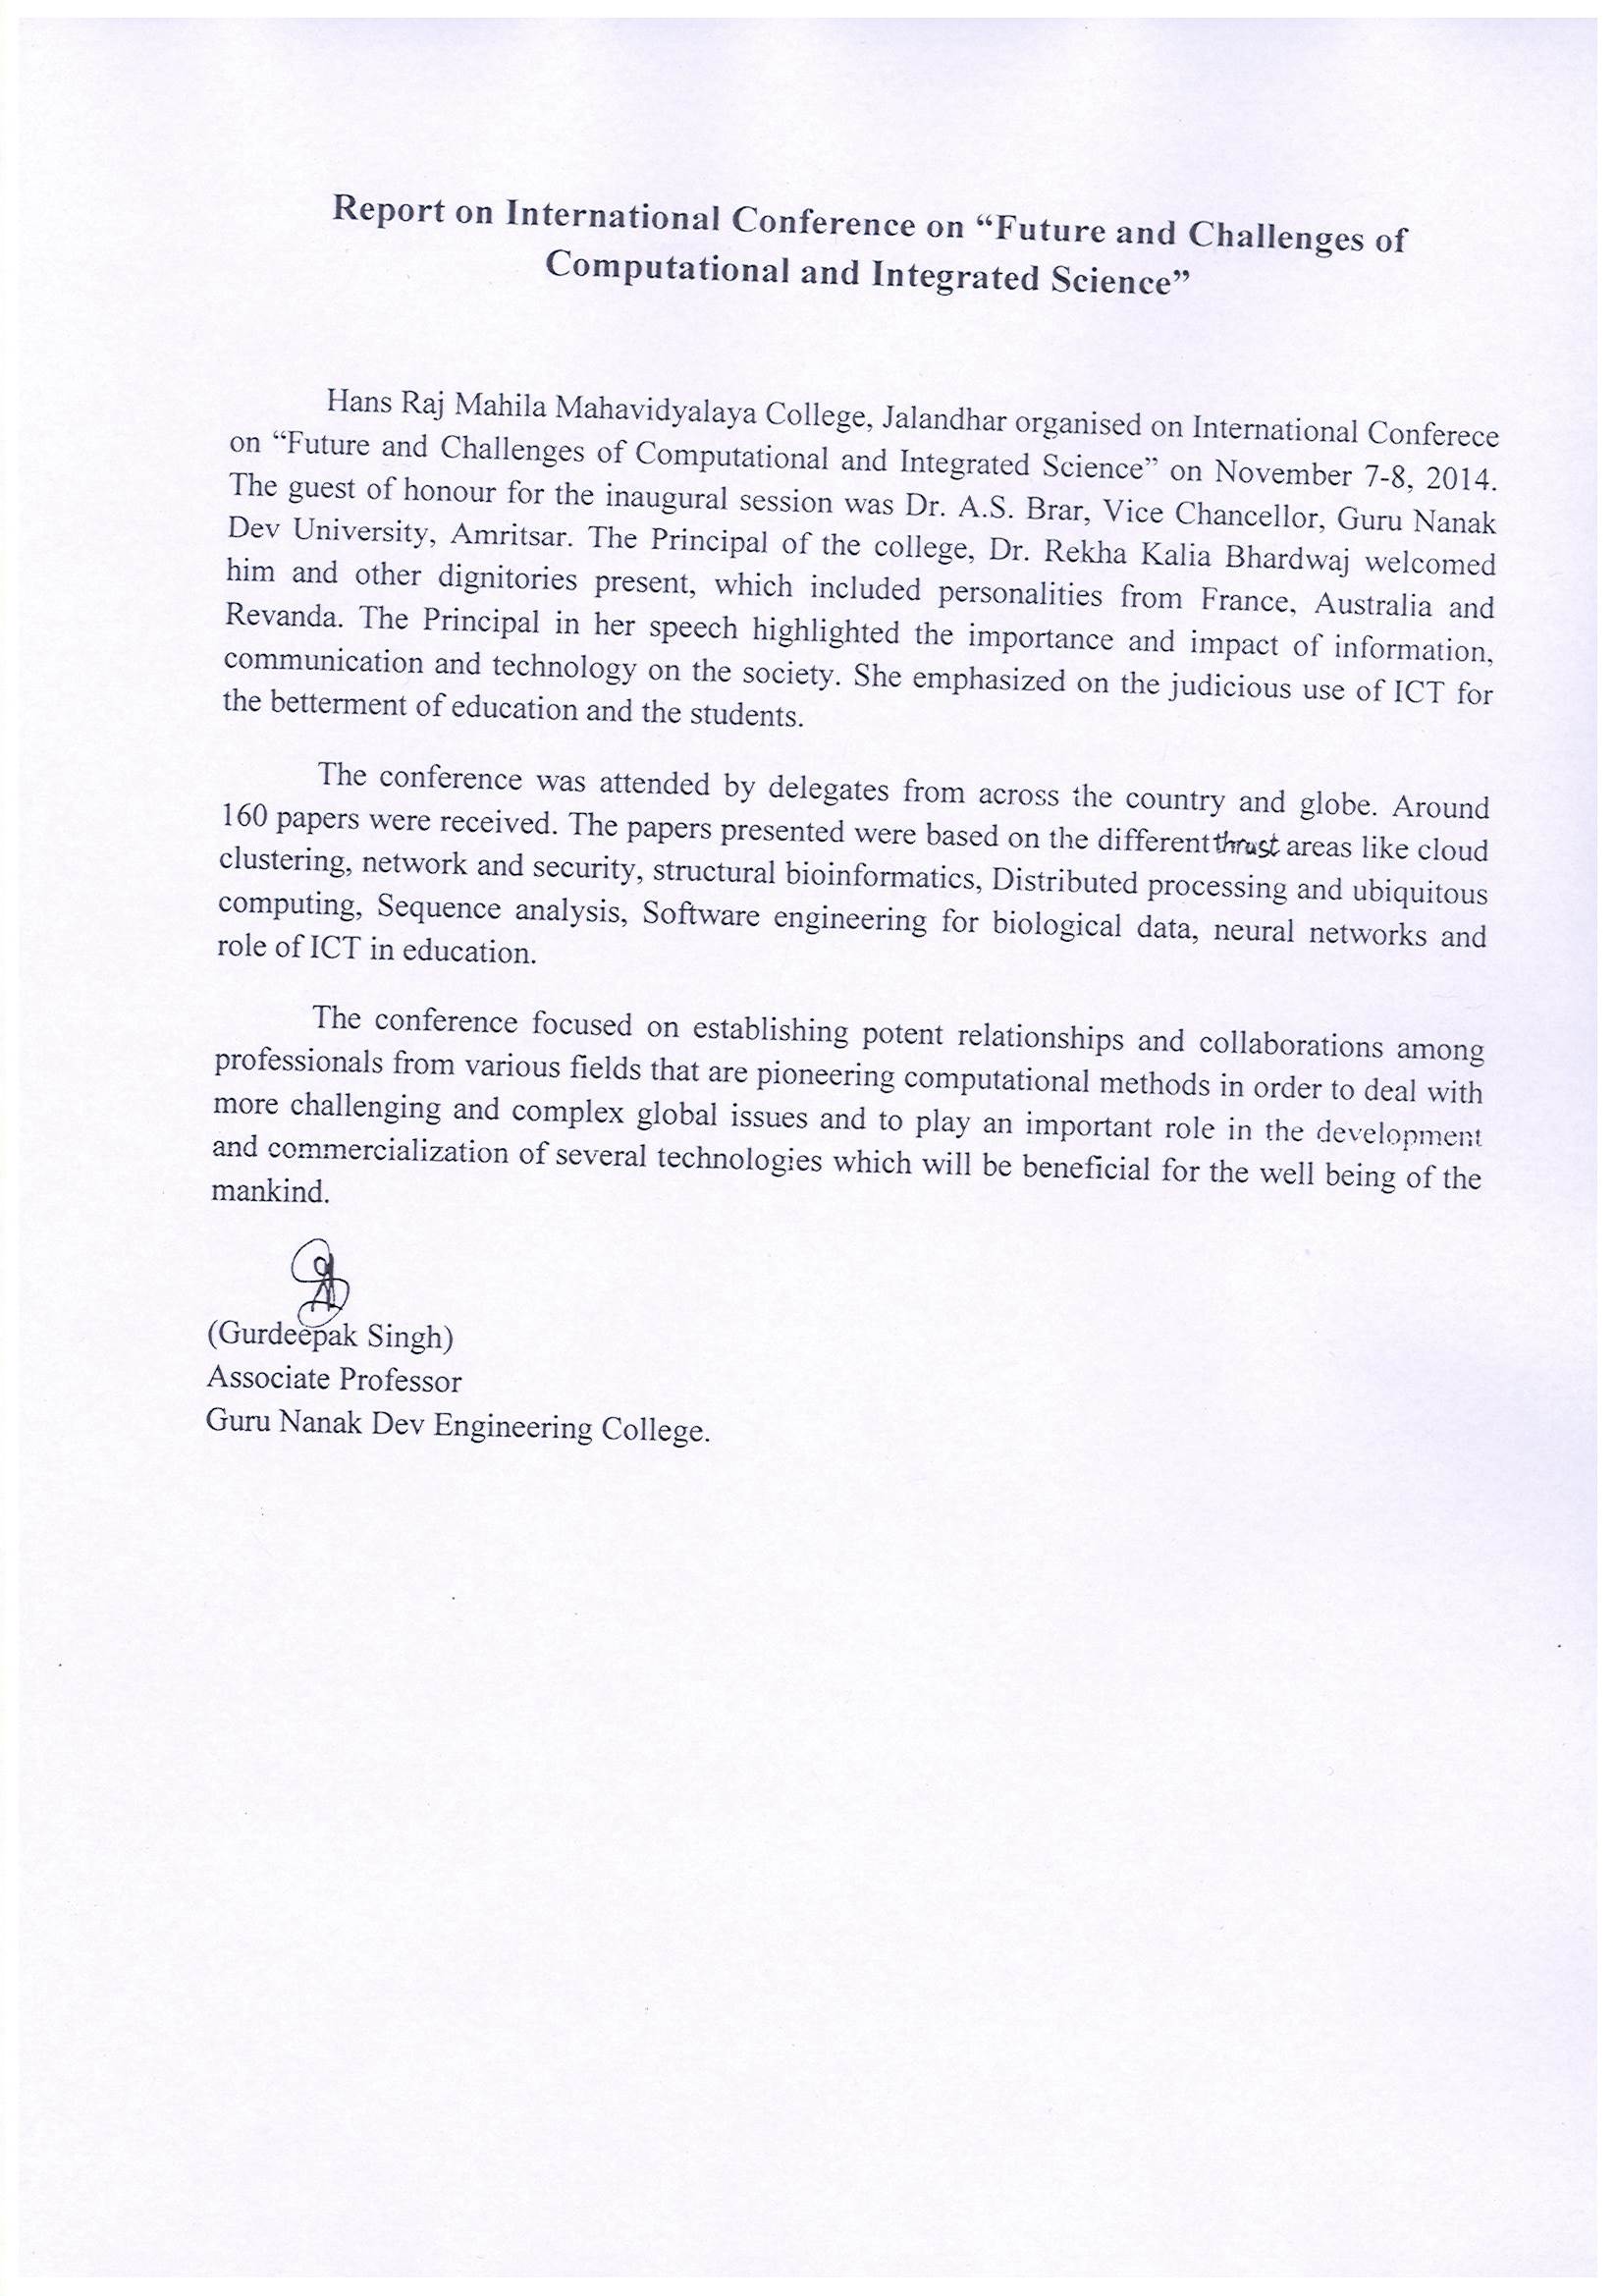 Report on International Conference on “Future and Challenges of
Computational and Integrated Science”
Hans Raj Mahila Mahavidyalaya College, Jalandhar organised on International Conferece
on “Future and Challenges of Computational and Integrated Science” on November 7-8, 2014.
The guest of honour for the inaugural session was Dr. A.S. Brar, Vice Chancellor, Guru Nanak
Dev University, Amritsar. The Principal of the college, Dr. Rekha Kalia Bhardwaj welcomed
him and other dignitories present, which included personalities from France, Australia and
Revanda. The Principal in her speech highlighted the importance and impact of information,
communication and technology on the society. She emphasized on the judicious use of ICT for
the betterment of education and the students.
The conference was attended by delegates from across the country and globe. Around
160 papers were received. The papers presented were based on the different thrust areas like cloud
clustering, network and security, structural bioinformatics, Distributed processing and ubiquitous
computing, Sequence analysis, Software engineering for biological data, neural networks and
role of ICT in education.
The conference focused on establishing potent relationships and collaborations among
professionals from various fields that are pioneering computational methods in order to deal with
more challenging and complex global issues and to play an important role in the development
and commercialization of several technologies which will be beneficial for the well being of the
mankind.
(Gurdeepak Singh)
Associate Professor
Guru Nanak Dev Engineering College.